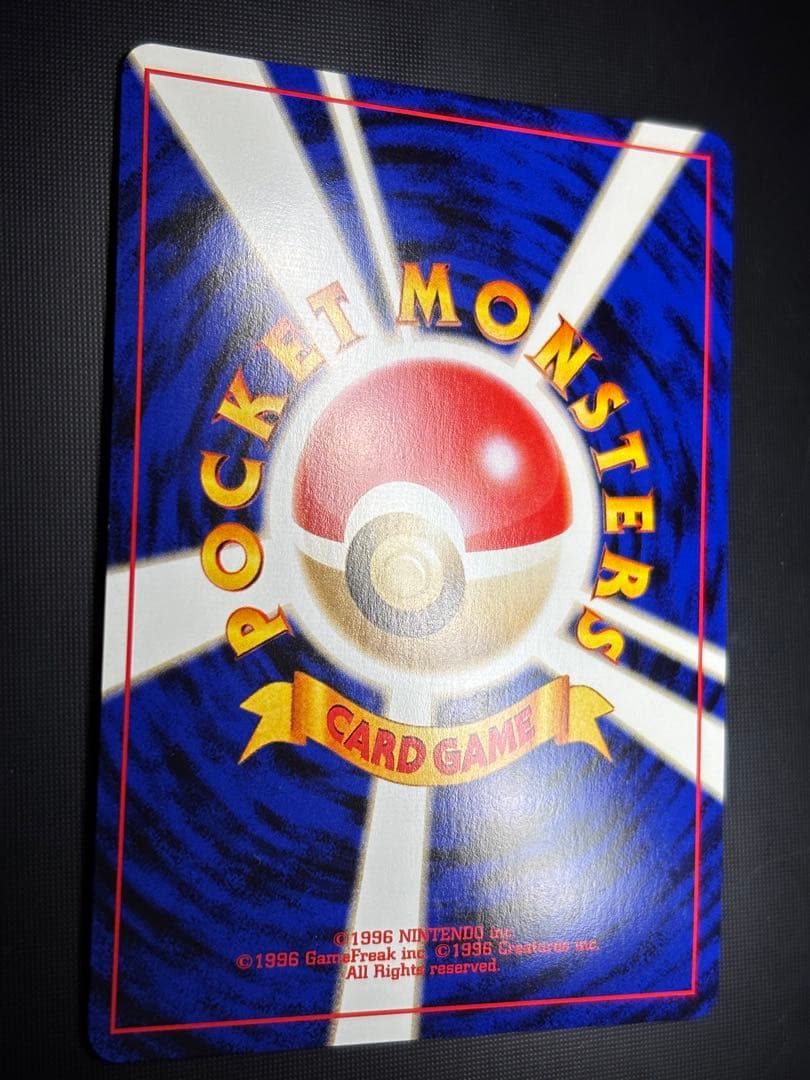 POCKET MONSTERS
CARD GAME
©1996 NINTENDO inc.
©1996 GameFreak inc. ©1996 Creatures inc.
All Rights reserved.